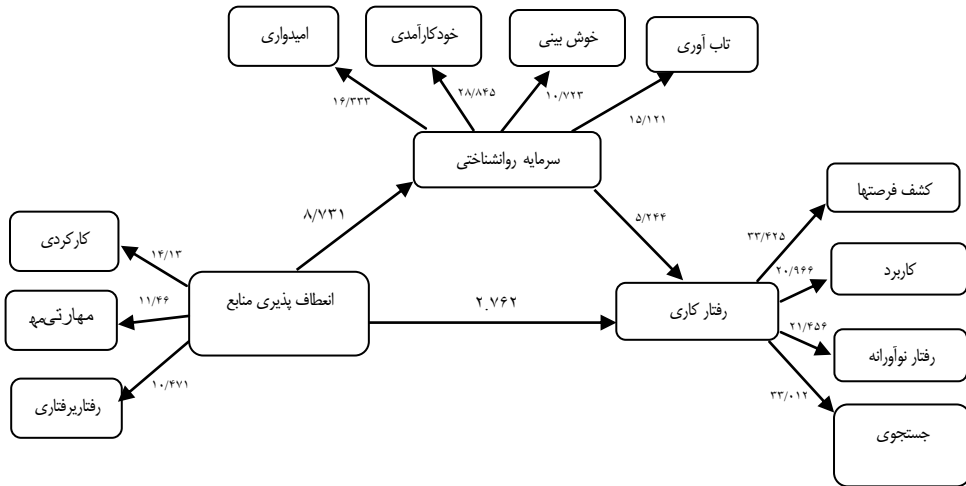 امیدواری
خودکارآمدی
خوش بینی
تاب آوری
۱۶/۳۳۳
۲۸/۸۴۵
۱۰/۷۲۳
۱۵/۱۲۱
سرمایه روانشناختی
۸/۷۳۱
۵/۲۴۴
کشف فرصتها
۳۳/۴۲۵
کاربرد
۲۰/۹۶۶
رفتار نوآورانه
۲۱/۴۵۶
جستجوی
۳۳/۰۱۲
رفتار کاری
۲.۷۶۲
انعطاف پذیری منابع
کارکردی
۱۴/۱۳
مهارتیمه
۱۱/۴۶
رفتاریرفتاری
۱۰/۴۷۱